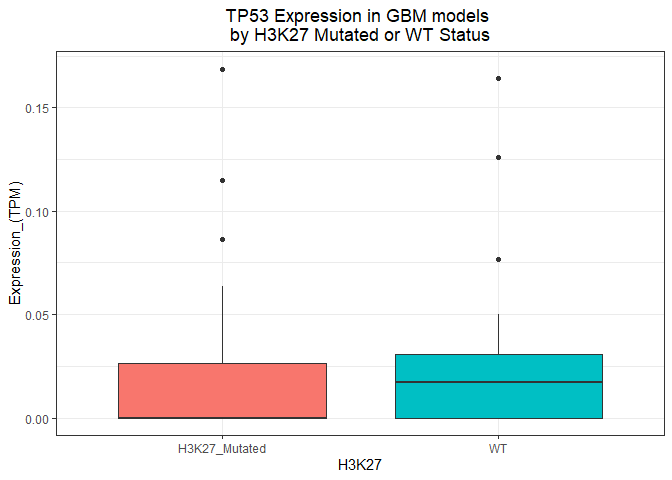 TP53 Expression in GBM models
by H3K27 Mutated or WT Status
Expression_(TPM)
0.15
0.10
0.05
0.00
H3K27_Mutated
WT
H3K27